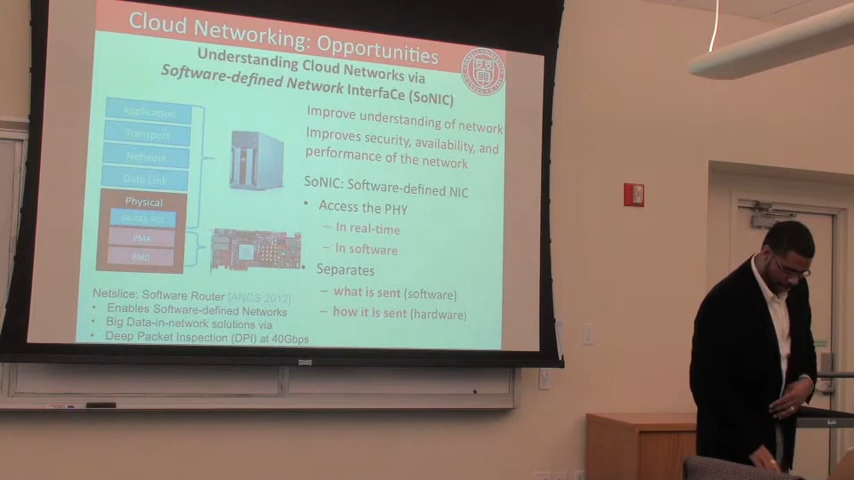 Cloud Networking: Opportunities
Understanding Cloud Networks via
Software-defined Network InterfaCe (SoNIC)
Application
Transport
Network
Data Link
Physical
PMA
PMD
Improve understanding of network
Improves security, availability, and
performance of the network
SoNIC: Software-defined NIC
• Access the PHY
– In real-time
– In software
• Separates
– what is sent (software)
– how it is sent (hardware)
Netslice: Software Router [ANCS 2012]
• Enables Software-defined Networks
• Big Data-in-network solutions via
• Deep Packet Inspection (DPI) at 40Gbps